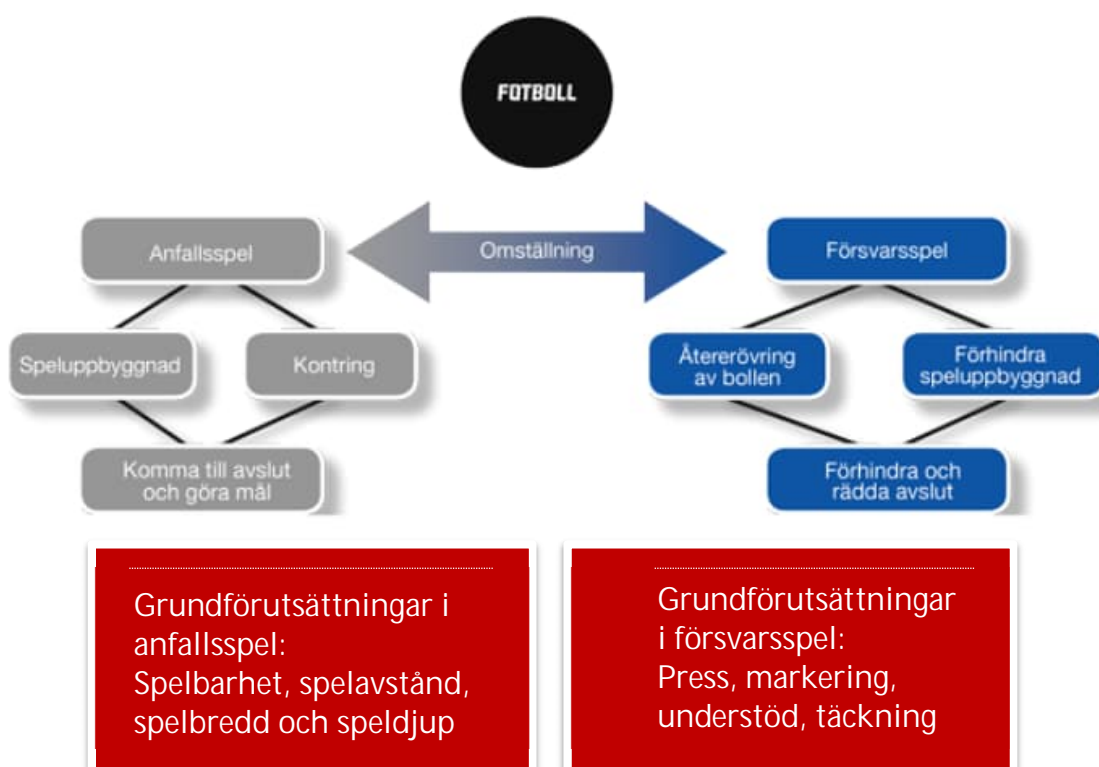 FOTBOLL
Anfallsspel
Omställning
Försvarsspel
Speluppbyggnad
Kontring
Återerövring
av bollen
Förhindra
speluppbyggnad
Komma till avslut
och göra mål
Förhindra och
rädda avslut
Grundförutsättningar i
anfallsspel:
Spelbarhet, spelavstånd,
spelbredd och speldjup
Grundförutsättningar
i försvarsspel:
Press, markering,
understöd, täckning